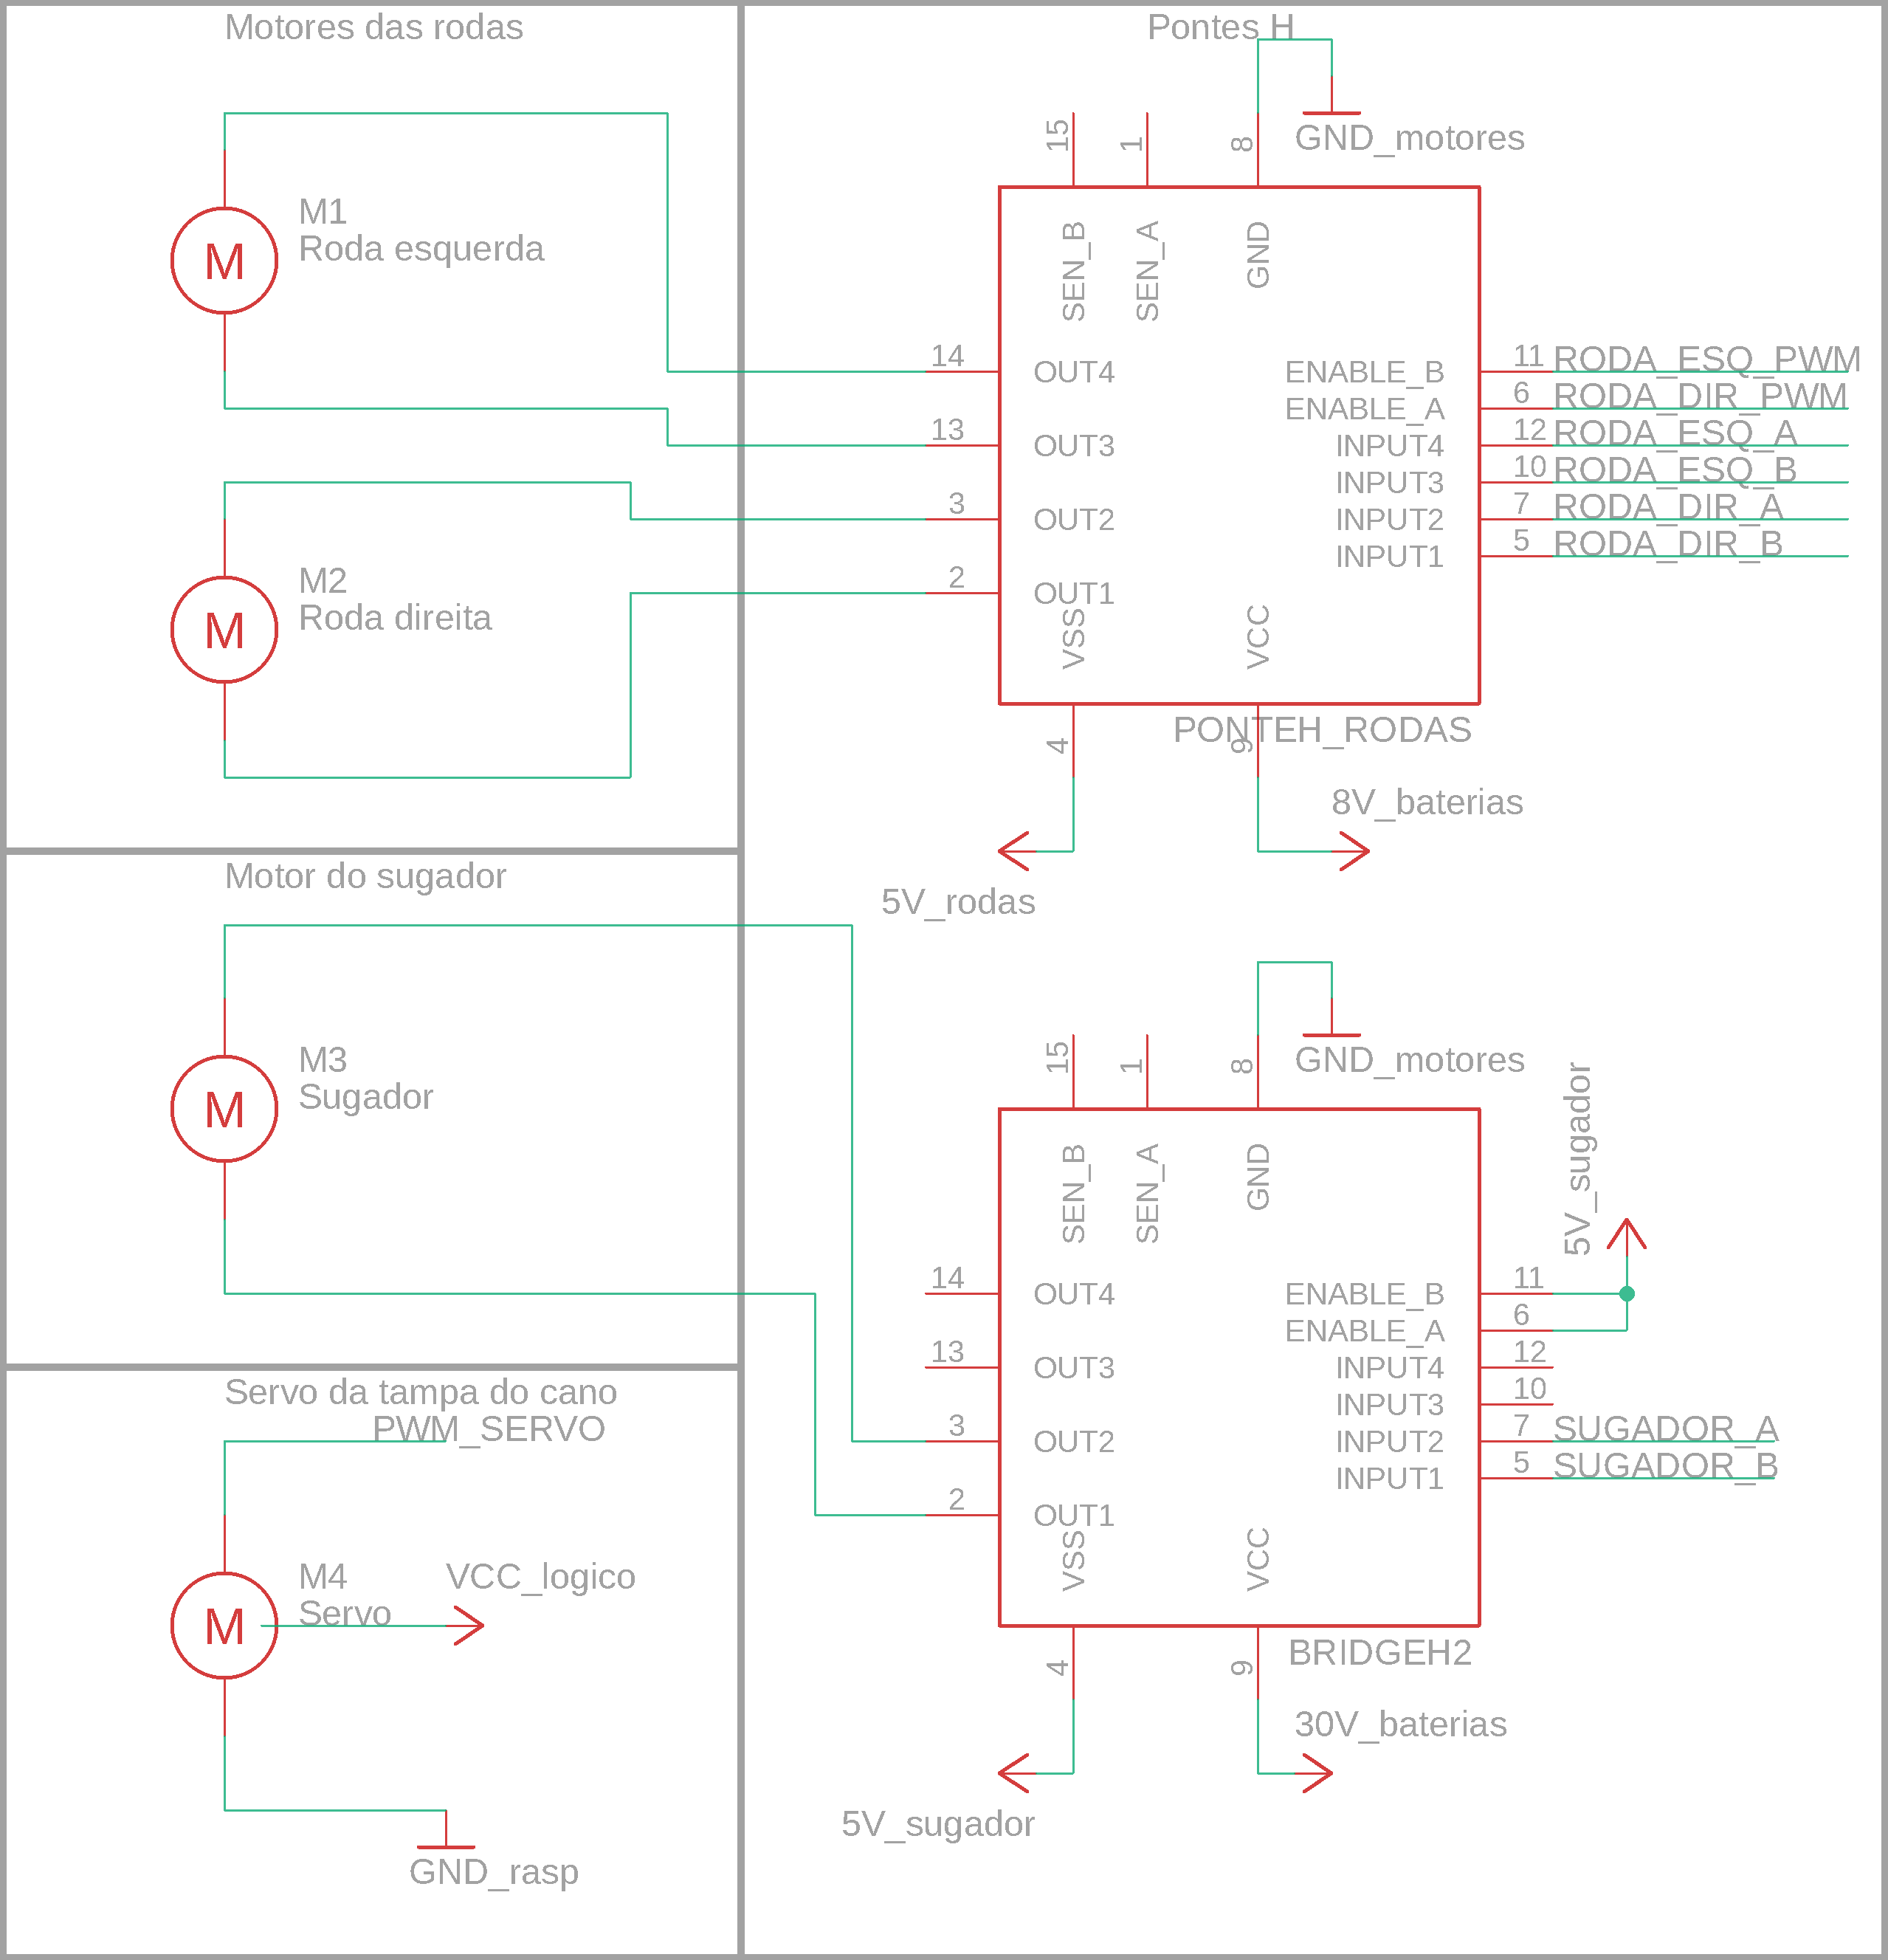 Motores das rodas
M1
Roda esquerda
M
M2
Roda direita
M
Motor do sugador
M3
Sugador
M
Servo da tampa do cano
PWM_SERVO
M4
Servo
M
VCC_logico
GND_rasp
Pontes H
GND_motores
15
1
8
SEN_B
SEN_A
GND
14
OUT4
13
OUT3
3
OUT2
2
OUT1
ENABLE_B
11
RODA_ESQ_PWM
ENABLE_A
6
RODA_DIR_PWM
INPUT4
12
RODA_ESQ_A
INPUT3
10
RODA_ESQ_B
INPUT2
7
RODA_DIR_A
INPUT1
5
RODA_DIR_B
VSS
VCC
4
9
PONTEH_RODAS
8V_baterias
5V_rodas
GND_motores
15
1
8
SEN_B
SEN_A
GND
5V_sugador
14
OUT4
13
OUT3
3
OUT2
2
OUT1
ENABLE_B
11
ENABLE_A
6
INPUT4
12
INPUT3
10
INPUT2
7
SUGADOR_A
INPUT1
5
SUGADOR_B
VSS
VCC
4
9
BRIDGEH2
30V_baterias
5V_sugador